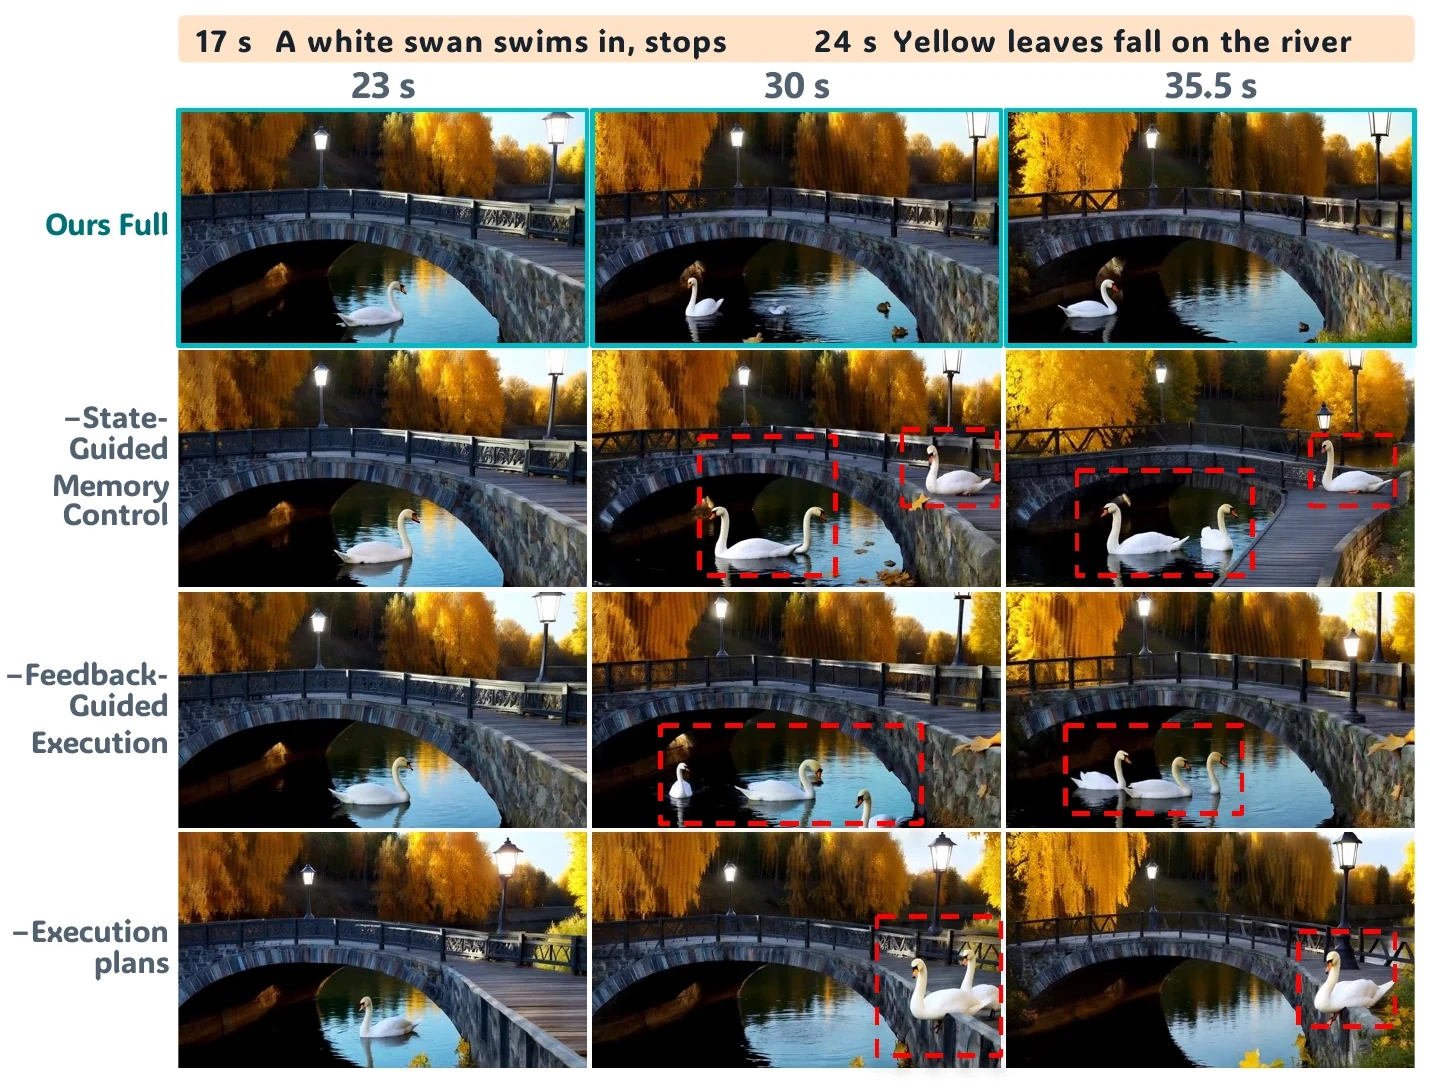 17 s A white swan swims in, stops 24 s Yellow leaves fall on the river
23 s 30 s 35.5 s
Ours Full
–State-
Guided
Memory
Control
–Feedback-
Guided
Execution
–Execution
plans